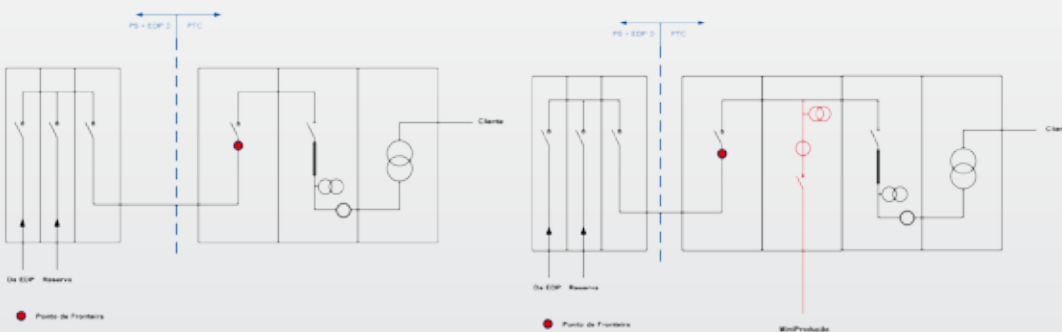 PS - EDP D PTC
Cliente
Da EDP Reserva
Ponto de Fronteira
PS - EDP D PTC
Clien
Da EDP Reserva
Ponto de Fronteira
MiniProdução